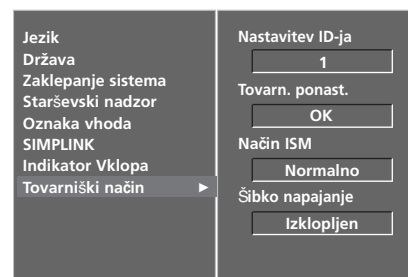 Jezik
Država
Zaklepanje sistema
Starševski nadzor
Oznaka vhoda
SIMPLINK
Indikator Vklopa
Tovarniški način ►
Nastavitev ID-ja
1
Tovarn. ponast.
OK
Način ISM
Normalno
Šibko napajanje
Izklopljen